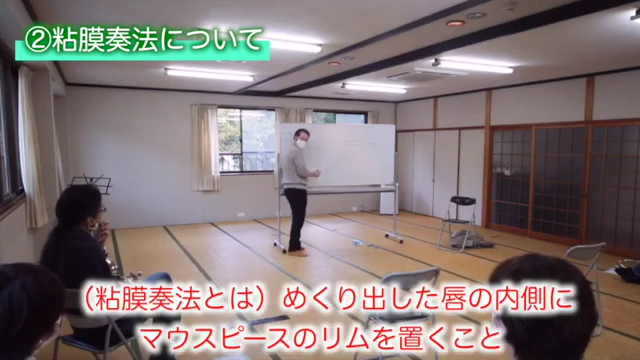 ②粘膜奏法について
(粘膜奏法とは)めくり出した唇の内側に
マウスピースのリムを置くこと